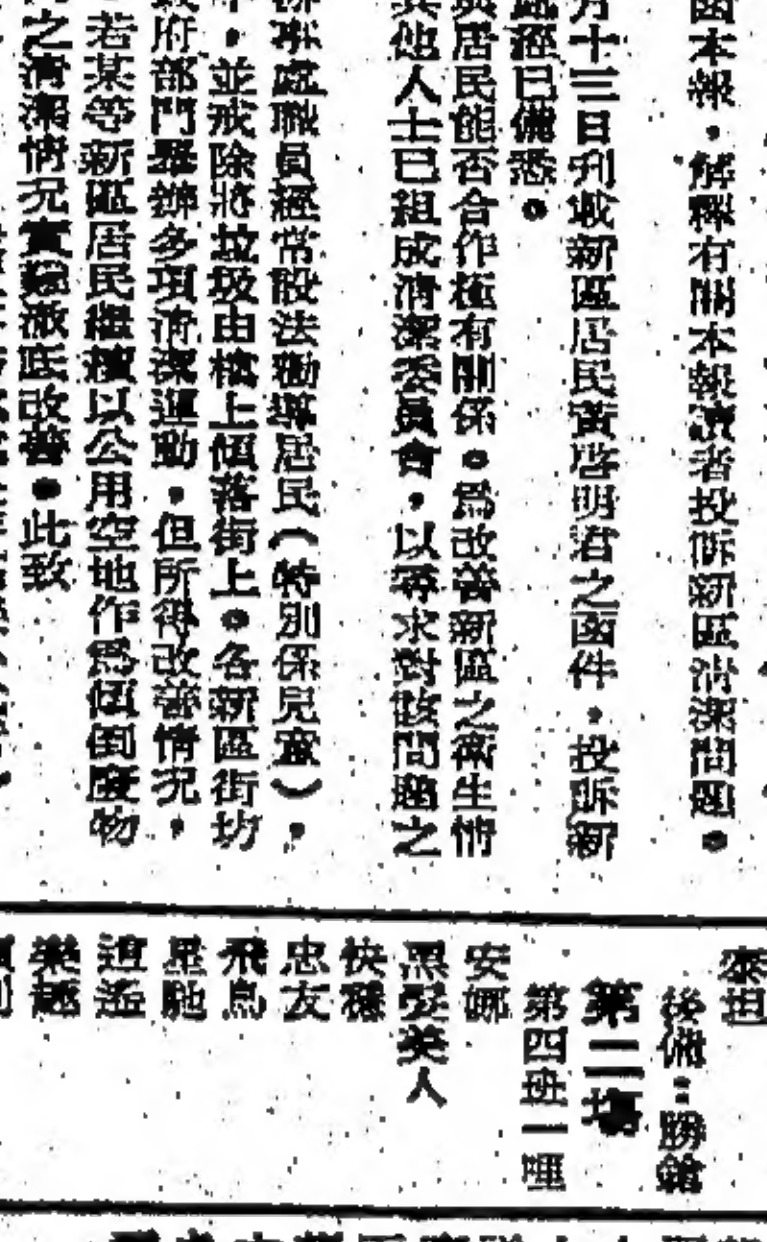 函本報，解釋有關本報讀者投訴新區清潔問題。
月十三日刊載新區居民黃啓明君之函件，投訴新
經已備悉。
與居民能否合作極有關係。爲改善新區之衞生情
其他人士已組成清潔委員會，以尋求對該問題之
辦事處職員經常設法勸導居民（特別係兒童），
，並戒除將垃圾由樓上傾落街上。各新區街坊
政府部門舉辦多項清潔運動，但所得改善情况，
若某等新區居民繼續以公用空地作爲傾倒廢物
之清潔情况實難澈底改善。此致
泰坦
後備：勝鎗
第二塲
第四班一哩
安娜
黑髮美人
快穩
忠友
飛鳥
星馳
逍遙
樂趣